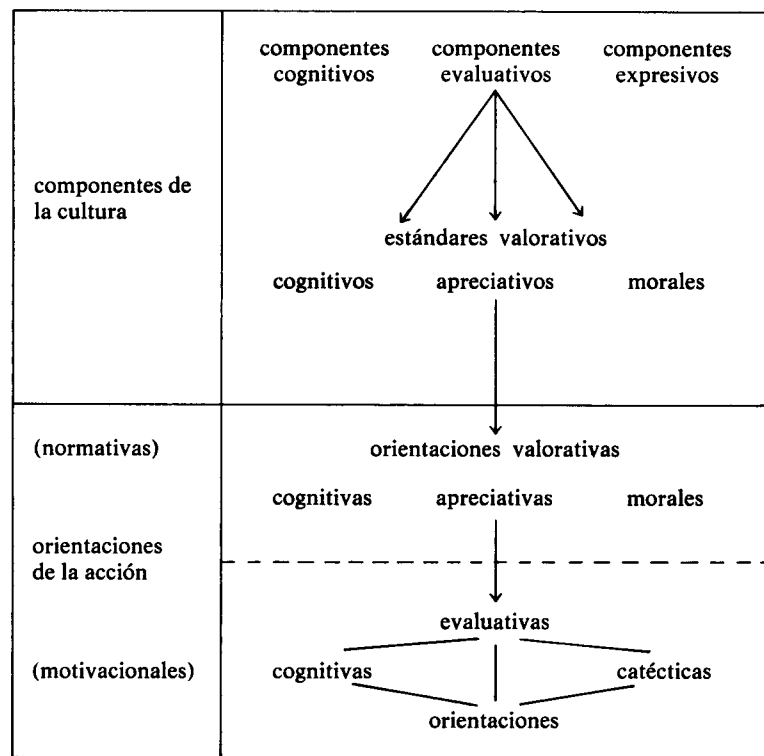 componentes componentes componentes
cognitivos evaluativos expresivos
componentes de
la cultura
estándares valorativos
cognitivos apreciativos morales
(normativas) orientaciones valorativas
cognitivas apreciativas morales
orientaciones
de la acción
evaluativas
(motivacionales) cognitivas catécticas
orientaciones